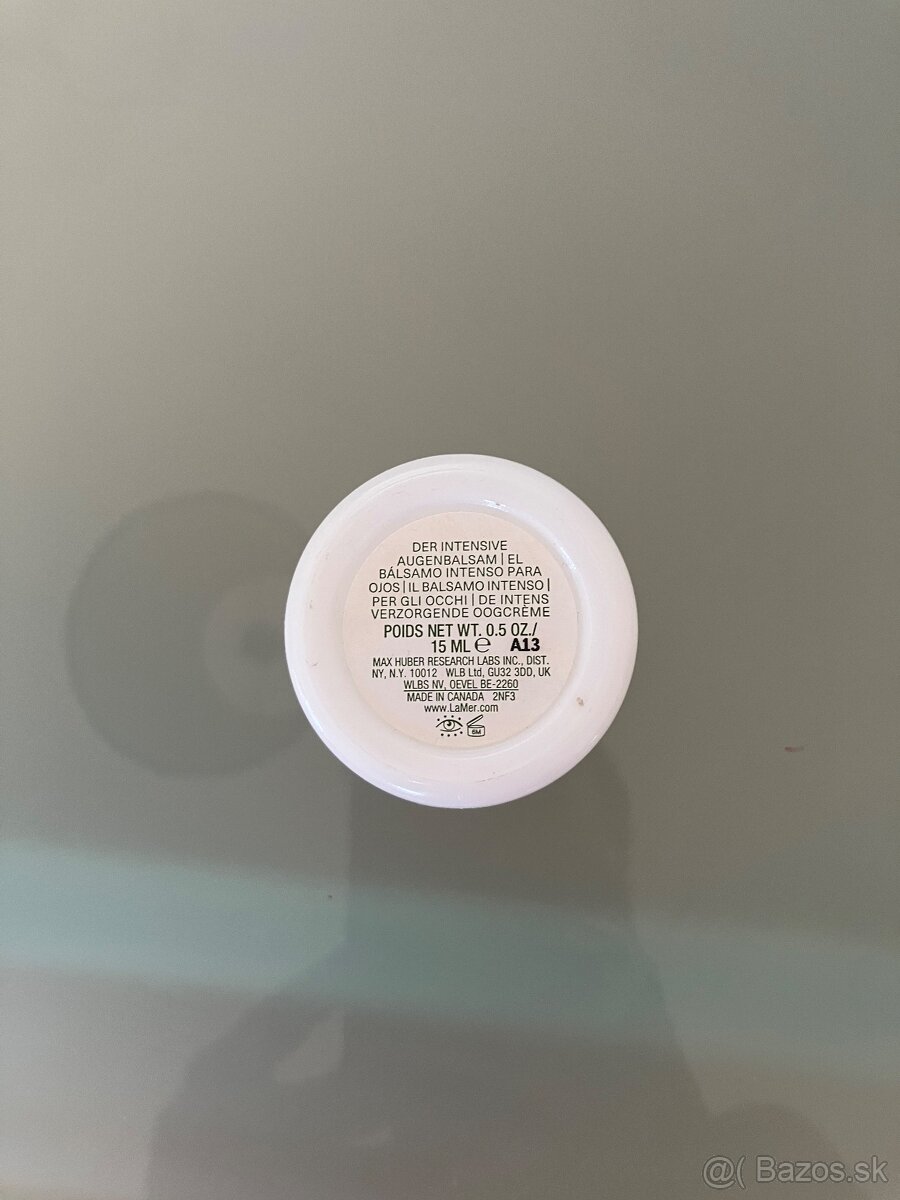 DER INTENSIVE
AUGENBALSAM | EL
BÁLSAMO INTENSO PARA
OJOS | IL BALSAMO INTENSO |
PER GLI OCCHI | DE INTENS
VERZORGENDE OOGCRÈME
POIDS NET WT. 0.5 OZ./
15 ML ℮ A13
MAX HUBER RESEARCH LABS INC., DIST.
NY, N.Y. 10012 WLB Ltd, GU32 3DD, UK
WLBS NV, OEVEL BE-2260
MADE IN CANADA 2NF3
www.LaMer.com
6M
@( Bazos.sk